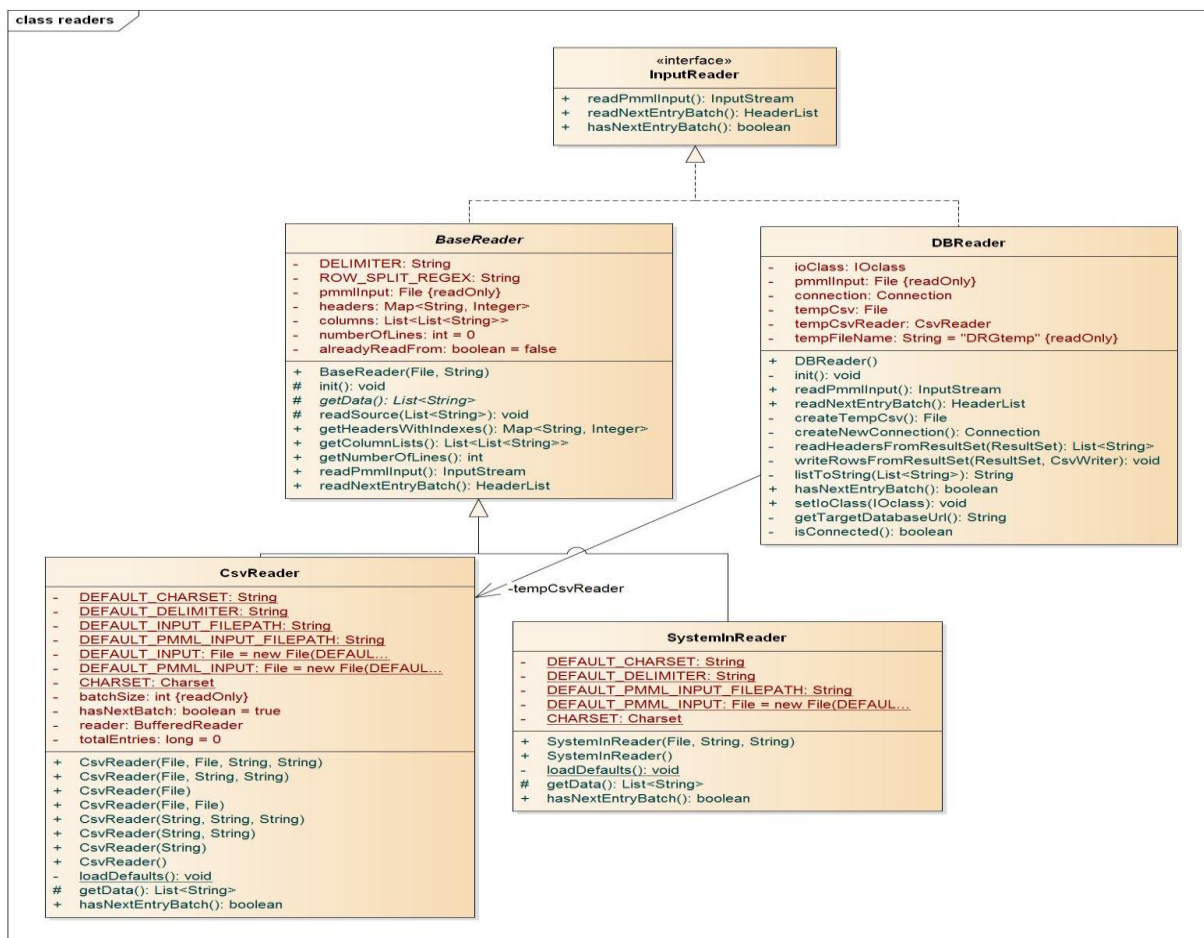 class readers
«interface»
InputReader
+ readPmmlInput(): InputStream
+ readNextEntryBatch(): HeaderList
+ hasNextEntryBatch(): boolean
BaseReader
- DELIMITER: String
- ROW_SPLIT_REGEX: String
- pmmlInput: File {readOnly}
- headers: Map<String, Integer>
- columns: List<List<String>>
- numberOfLines: int = 0
- alreadyReadFrom: boolean = false
+ BaseReader(File, String)
# init(): void
# getData(): List<String>
# readSource(List<String>): void
+ getHeadersWithIndexes(): Map<String, Integer>
+ getColumnLists(): List<List<String>>
+ getNumberOfLines(): int
+ readPmmlInput(): InputStream
+ readNextEntryBatch(): HeaderList
DBReader
- ioClass: IOclass
- pmmlInput: File {readOnly}
- connection: Connection
- tempCsv: File
- tempCsvReader: CsvReader
- tempFileName: String = "DRGtemp" {readOnly}
+ DBReader()
- init(): void
+ readPmmlInput(): InputStream
+ readNextEntryBatch(): HeaderList
- createTempCsv(): File
- createNewConnection(): Connection
- readHeadersFromResultSet(ResultSet): List<String>
- writeRowsFromResultSet(ResultSet, CsvWriter): void
- listToString(List<String>): String
+ hasNextEntryBatch(): boolean
+ setIoClass(IOclass): void
- getTargetDatabaseUrl(): String
- isConnected(): boolean
-tempCsvReader
CsvReader
- DEFAULT_CHARSET: String
- DEFAULT_DELIMITER: String
- DEFAULT_INPUT_FILEPATH: String
- DEFAULT_PMML_INPUT_FILEPATH: String
- DEFAULT_INPUT: File = new File(DEFAUL...
- DEFAULT_PMML_INPUT: File = new File(DEFAUL...
- CHARSET: Charset
- batchSize: int {readOnly}
- hasNextBatch: boolean = true
- reader: BufferedReader
- totalEntries: long = 0
+ CsvReader(File, File, String, String)
+ CsvReader(File, String, String)
+ CsvReader(File)
+ CsvReader(File, File)
+ CsvReader(String, String, String)
+ CsvReader(String, String)
+ CsvReader(String)
+ CsvReader()
- loadDefaults(): void
# getData(): List<String>
+ hasNextEntryBatch(): boolean
SystemInReader
- DEFAULT_CHARSET: String
- DEFAULT_DELIMITER: String
- DEFAULT_PMML_INPUT_FILEPATH: String
- DEFAULT_PMML_INPUT: File = new File(DEFAUL...
- CHARSET: Charset
+ SystemInReader(File, String, String)
+ SystemInReader()
- loadDefaults(): void
# getData(): List<String>
+ hasNextEntryBatch(): boolean